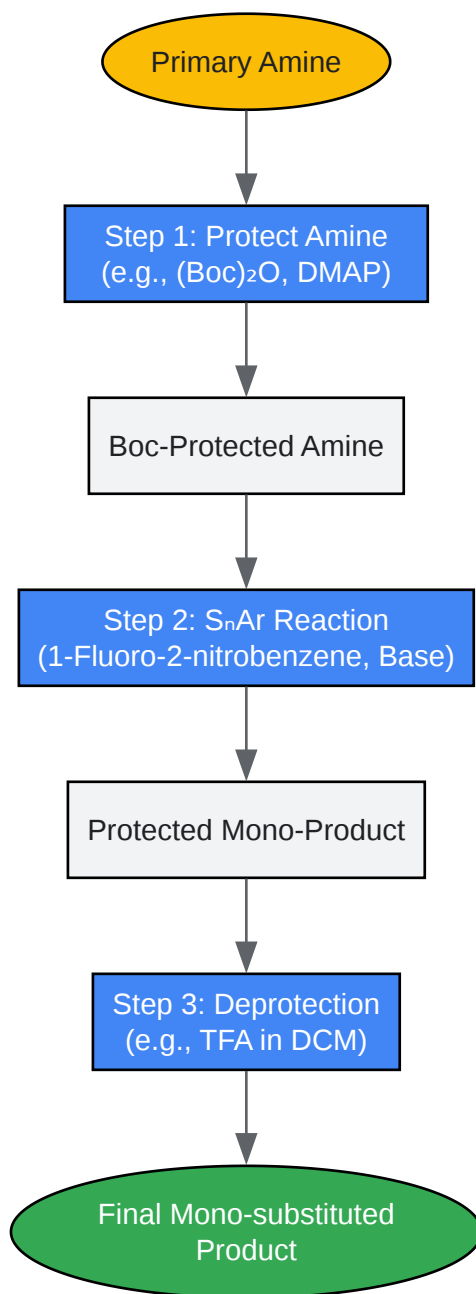 Primary Amine
Step 1: Protect Amine
(e.g., (Boc)₂O, DMAP)
Boc-Protected Amine
Step 2: SₙAr Reaction
(1-Fluoro-2-nitrobenzene, Base)
Protected Mono-Product
Step 3: Deprotection
(e.g., TFA in DCM)
Final Mono-substituted
Product